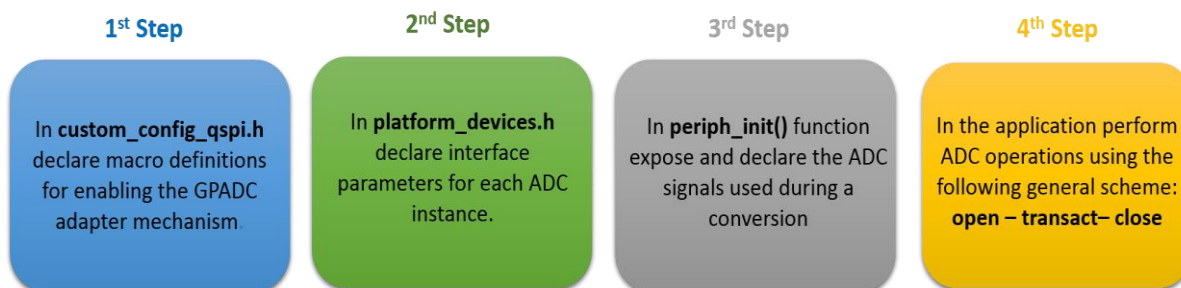 1st Step
In custom_config_qspi.h
declare macro definitions
for enabling the GPADC
adapter mechanism.
2nd Step
In platform_devices.h
declare interface
parameters for each ADC
instance.
3rd Step
In periph_init() function
expose and declare the ADC
signals used during a
conversion
4th Step
In the application perform
ADC operations using the
following general scheme:
open – transact– close